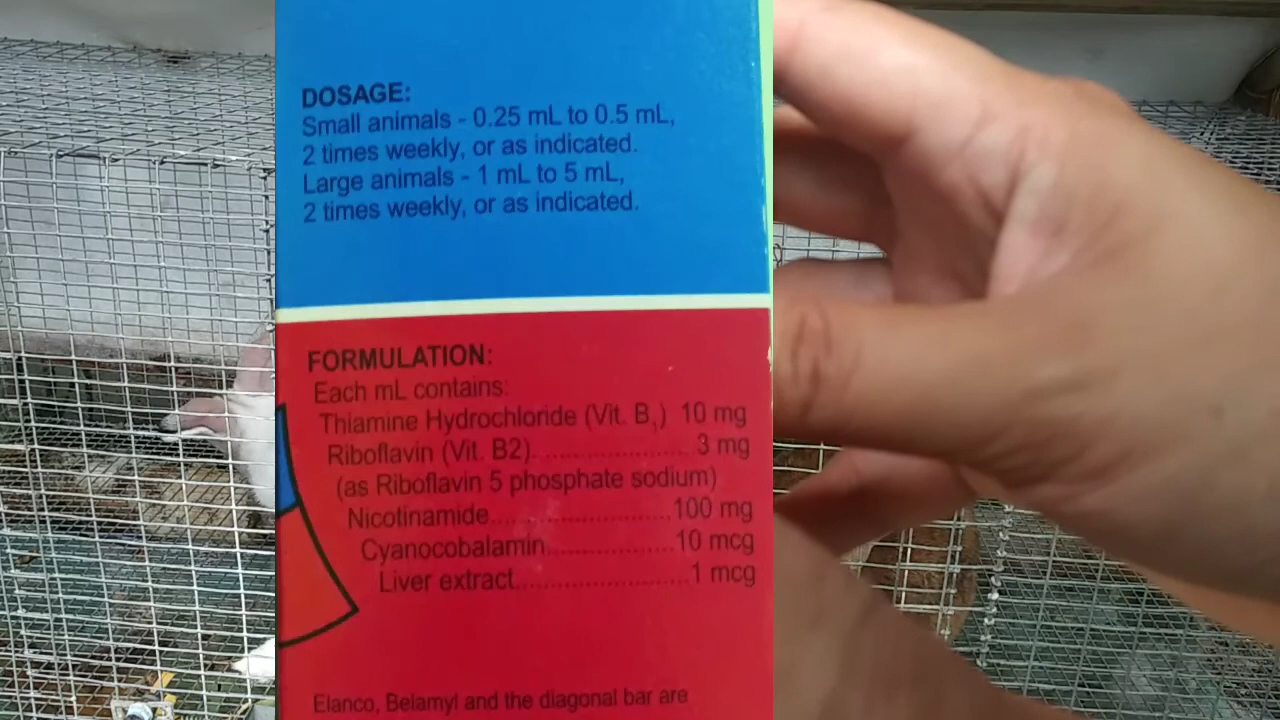 DOSAGE:
Small animals - 0.25 mL to 0.5 mL,
2 times weekly, or as indicated.
Large animals - 1 mL to 5 mL,
2 times weekly, or as indicated.
FORMULATION:
Each mL contains:
Thiamine Hydrochloride (Vit. B₁) 10 mg
Riboflavin (Vit. B2)......................3 mg
(as Riboflavin 5 phosphate sodium)
Nicotinamide..........................100 mg
Cyanocobalamin...................10 mcg
Liver extract..........................1 mcg
Elanco, Belamyl and the diagonal bar are